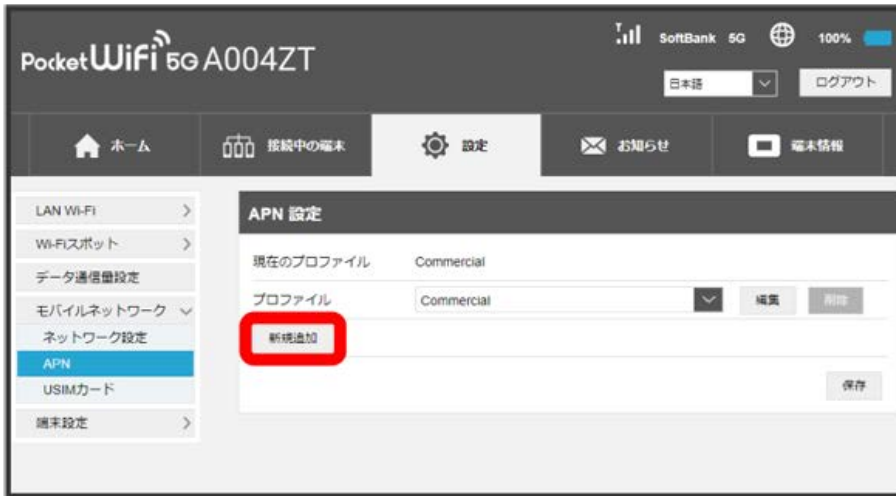 PocketWiFi 5G A004ZT
SoftBank 5G 100%
日本語 ログアウト
ホーム 接続中の端末 設定 お知らせ 端末情報
LAN Wi-Fi
Wi-Fiスポット
データ通信量設定
モバイルネットワーク
ネットワーク設定
APN
USIMカード
端末設定
APN 設定
現在のプロファイル Commercial
プロファイル Commercial 編集 削除
新規追加
保存